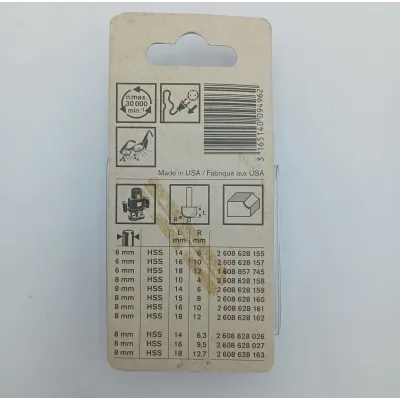 n max.
30 000
min.-1
3 165140 094962
Made in USA / Fabriqué aux USA
L
R
L R
mm mm
6 mm HSS 14 6 2 608 628 155
6 mm HSS 16 10 2 608 628 157
6 mm HSS 18 12 1 608 857 745
8 mm HSS 10 4 2 608 628 158
8 mm HSS 14 6 2 608 628 159
8 mm HSS 15 8 2 608 628 160
8 mm HSS 16 10 2 608 628 161
8 mm HSS 18 12 2 608 628 162
8 mm HSS 14 6,3 2 608 628 026
8 mm HSS 16 9,5 2 608 628 027
8 mm HSS 18 12,7 2 608 628 163